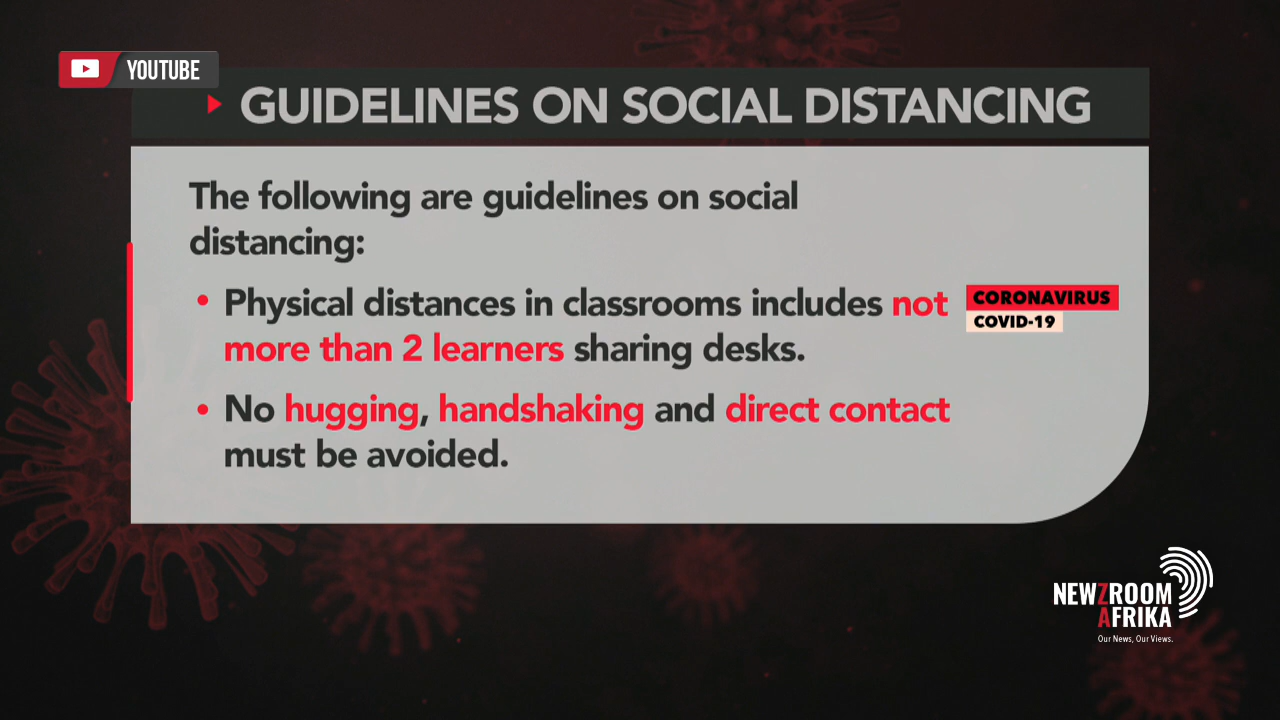 YOUTUBE
GUIDELINES ON SOCIAL DISTANCING
The following are guidelines on social
distancing:
• Physical distances in classrooms includes not
more than 2 learners sharing desks.
• No hugging, handshaking and direct contact
must be avoided.
CORONAVIRUS
COVID-19
NEWZROOM
AFRIKA
Our News, Our Views.